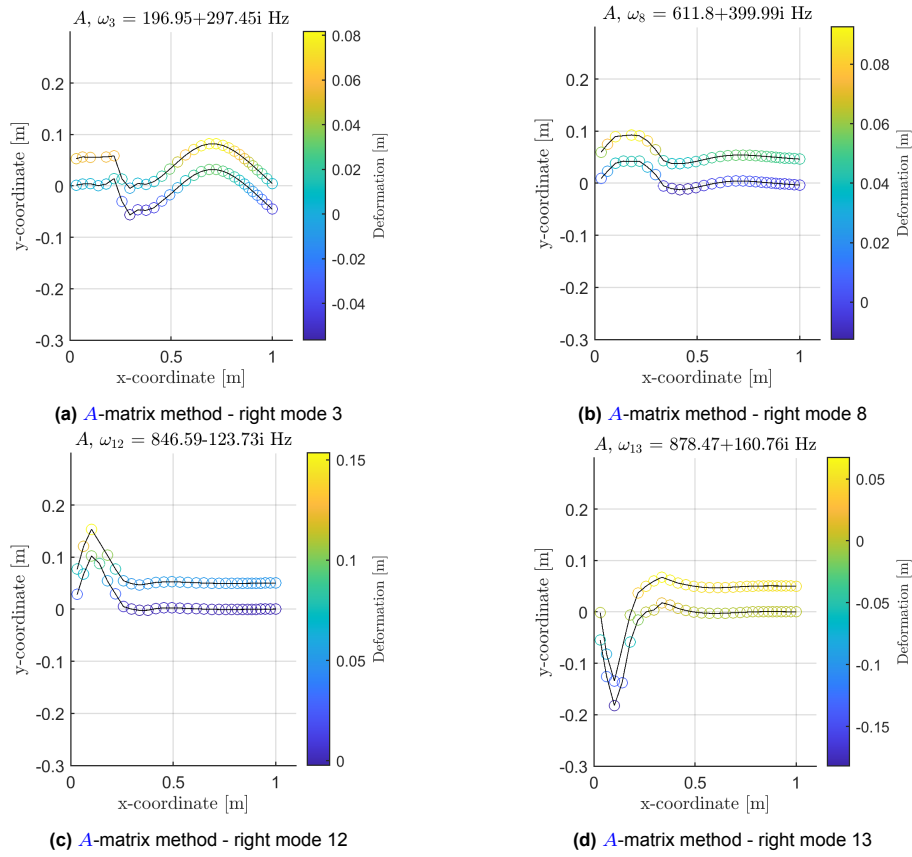 A, ω₃ = 196.95+297.45i Hz
0.2
0.1
0
-0.1
-0.2
-0.3
y-coordinate [m]
0
0.5
1
x-coordinate [m]
0.08
0.06
0.04
0.02
0
-0.02
-0.04
Deformation [m]
(a) A-matrix method - right mode 3
A, ω₈ = 611.8+399.99i Hz
0.2
0.1
0
-0.1
-0.2
-0.3
y-coordinate [m]
0
0.5
1
x-coordinate [m]
0.08
0.06
0.04
0.02
0
Deformation [m]
(b) A-matrix method - right mode 8
A, ω₁₂ = 846.59-123.73i Hz
0.2
0.1
0
-0.1
-0.2
-0.3
y-coordinate [m]
0
0.5
1
x-coordinate [m]
0.15
0.1
0.05
0
Deformation [m]
(c) A-matrix method - right mode 12
A, ω₁₃ = 878.47+160.76i Hz
0.2
0.1
0
-0.1
-0.2
-0.3
y-coordinate [m]
0
0.5
1
x-coordinate [m]
0.05
0
-0.05
-0.1
-0.15
Deformation [m]
(d) A-matrix method - right mode 13